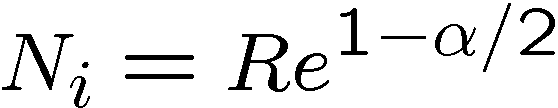 N_i = Re^{1-α/2}